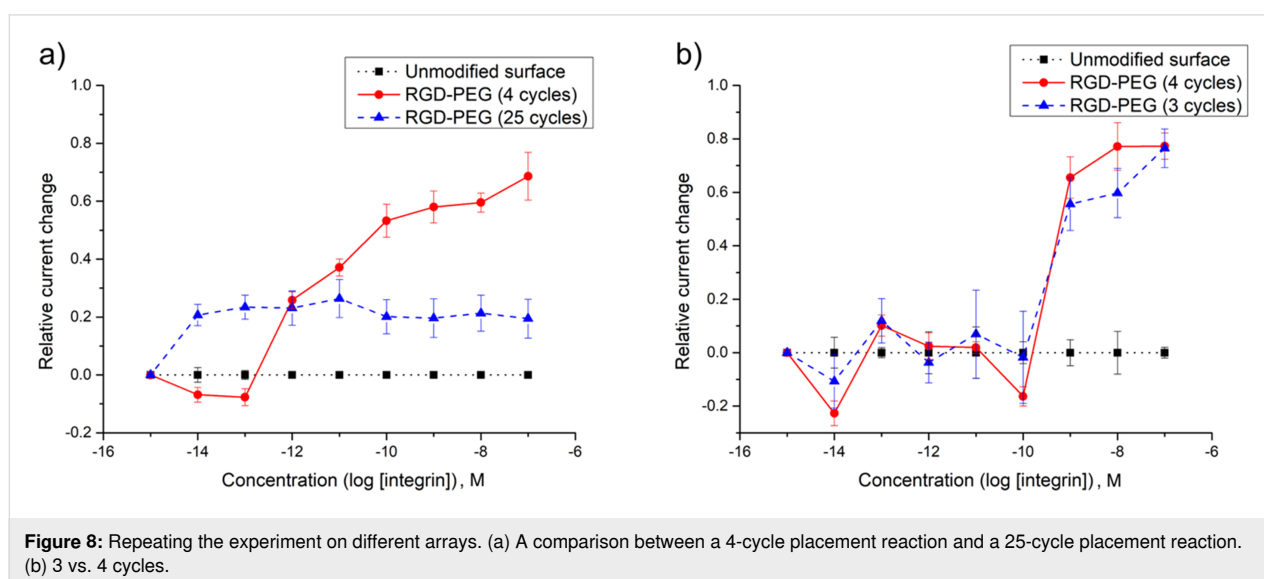 a)
Unmodified surface
RGD-PEG (4 cycles)
RGD-PEG (25 cycles)
1.0
0.8
0.6
0.4
0.2
0.0
-0.2
Relative current change
-16
-14
-12
-10
-8
-6
Concentration (log [integrin]), M
b)
Unmodified surface
RGD-PEG (4 cycles)
RGD-PEG (3 cycles)
1.0
0.8
0.6
0.4
0.2
0.0
-0.2
Relative current change
-16
-14
-12
-10
-8
-6
Concentration (log [integrin]), M
Figure 8: Repeating the experiment on different arrays. (a) A comparison between a 4-cycle placement reaction and a 25-cycle placement reaction.
(b) 3 vs. 4 cycles.